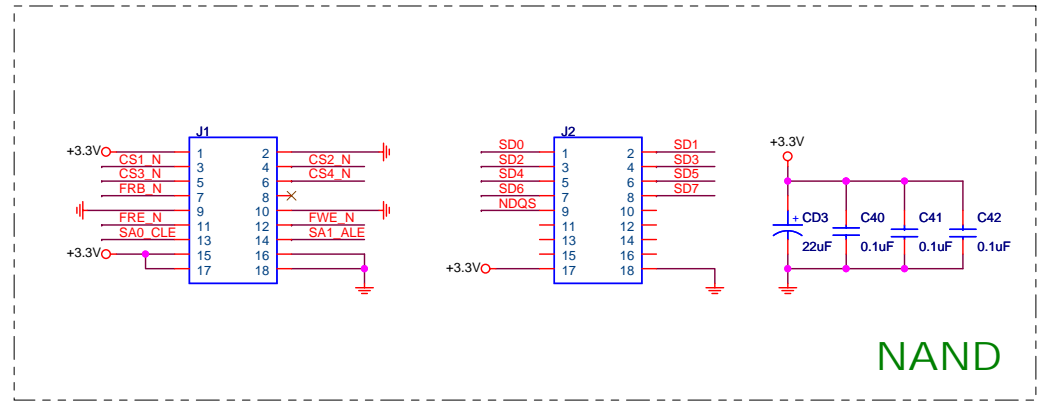 J1
+3.3V 1 2
CS1_N 3 4 CS2_N
CS3_N 5 6 CS4_N
FRB_N 7 8
9 10
FRE_N 11 12 FWE_N
SA0_CLE 13 14 SA1_ALE
+3.3V 15 16
17 18
J2
SD0 1 2 SD1
SD2 3 4 SD3
SD4 5 6 SD5
SD6 7 8 SD7
NDQS 9 10
11 12
13 14
15 16
+3.3V 17 18
+3.3V
+ CD3 C40 C41 C42
22uF 0.1uF 0.1uF 0.1uF
NAND